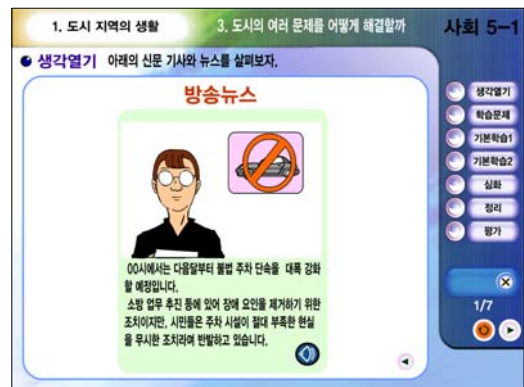 1. 도시 지역의 생활
3. 도시의 여러 문제를 어떻게 해결할까
사회 5-1
생각열기 아래의 신문 기사와 뉴스를 살펴보자.
방송뉴스
00시에서는 다음달부터 불법 주차 단속을 대폭 강화
할 예정입니다.
소방 업무 추진 등에 있어 장애 요인을 제거하기 위한
조치이지만, 시민들은 주차 시설이 절대 부족한 현실
을 무시한 조치라며 반발하고 있습니다.
생각열기
학습문제
기본학습1
기본학습2
심화
정리
평가
1/7